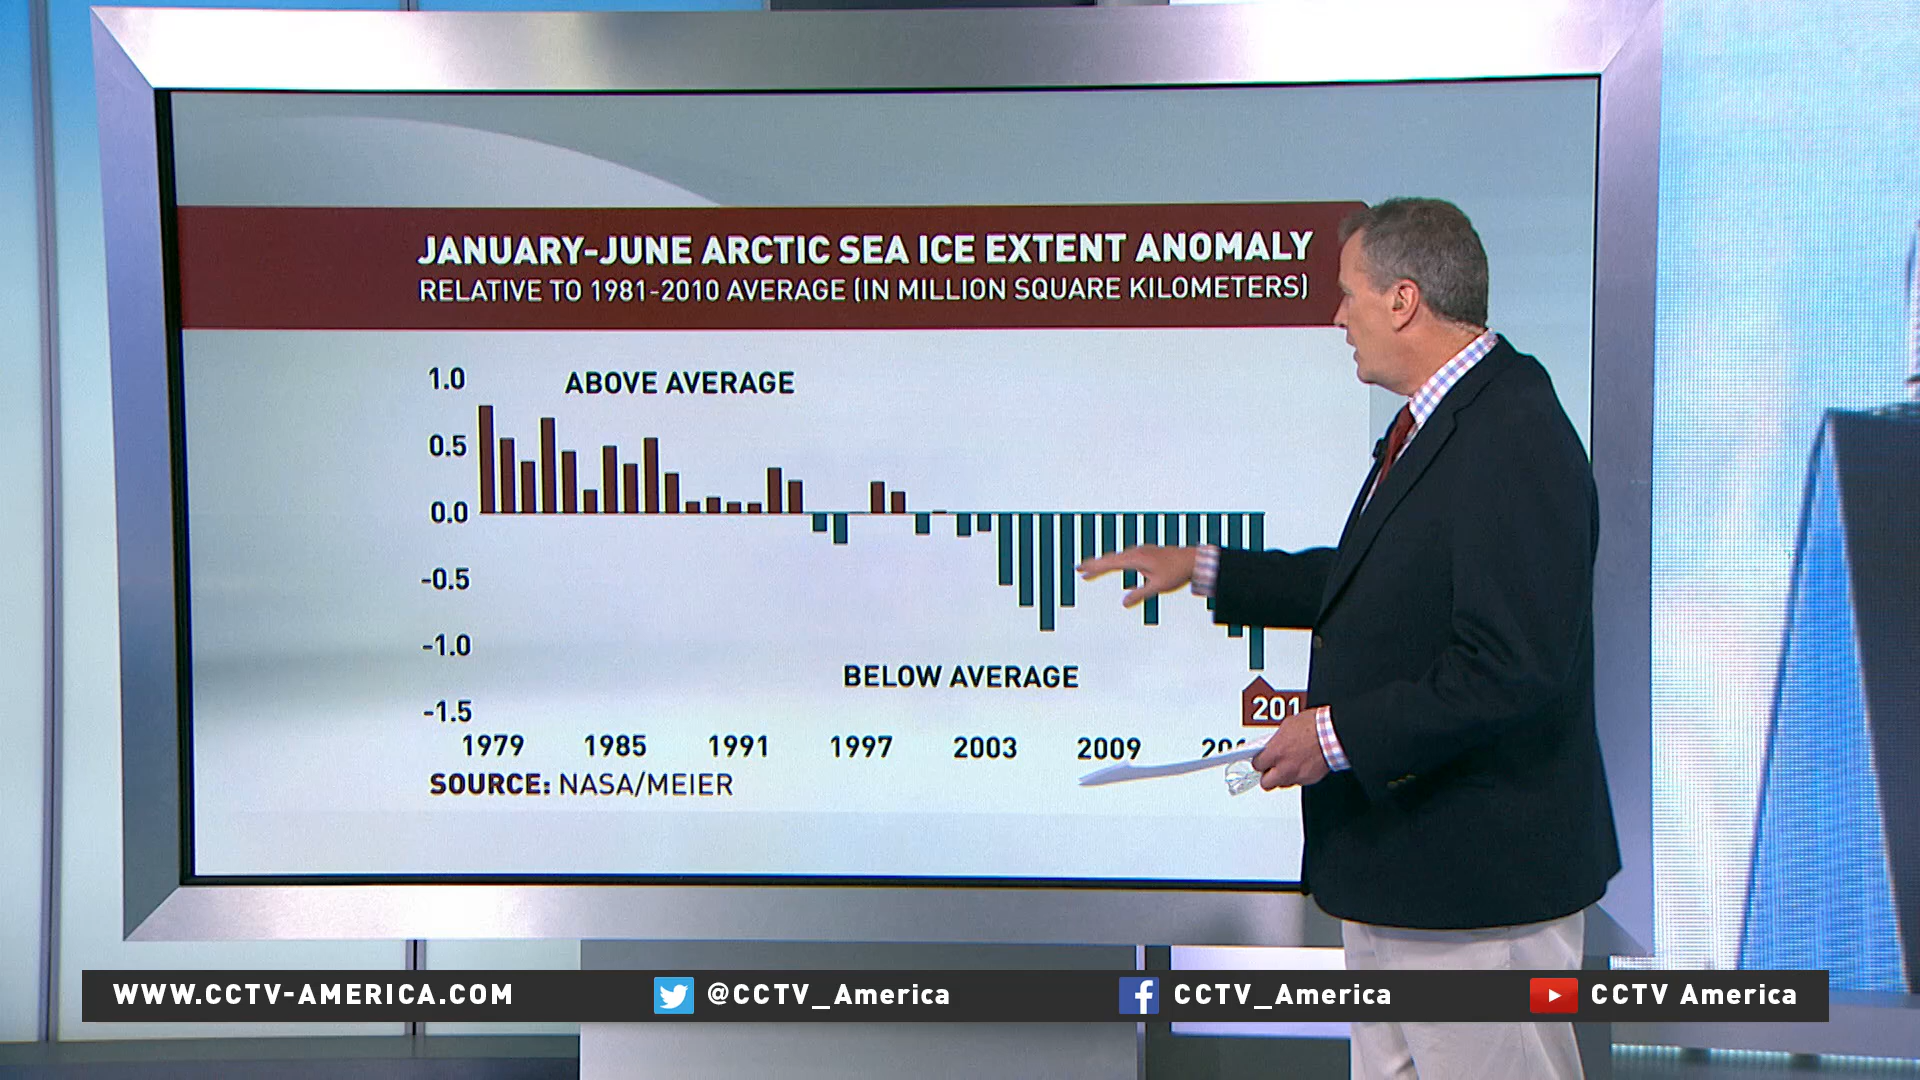 JANUARY-JUNE ARCTIC SEA ICE EXTENT ANOMALY
RELATIVE TO 1981-2010 AVERAGE (IN MILLION SQUARE KILOMETERS)
1.0
ABOVE AVERAGE
0.5
0.0
-0.5
-1.0
BELOW AVERAGE
-1.5
1979 1985 1991 1997 2003 2009
SOURCE: NASA/MEIER
WWW.CCTV-AMERICA.COM @CCTV_America CCTV_America CCTV America